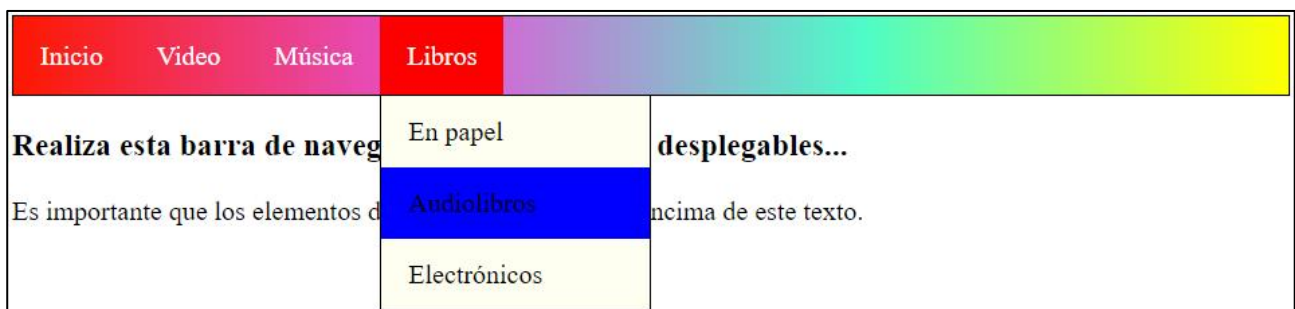 Inicio Video Música Libros
En papel
Realiza esta barra de naveg desplegables...
Audiolibros
Es importante que los elementos d ncima de este texto.
Electrónicos